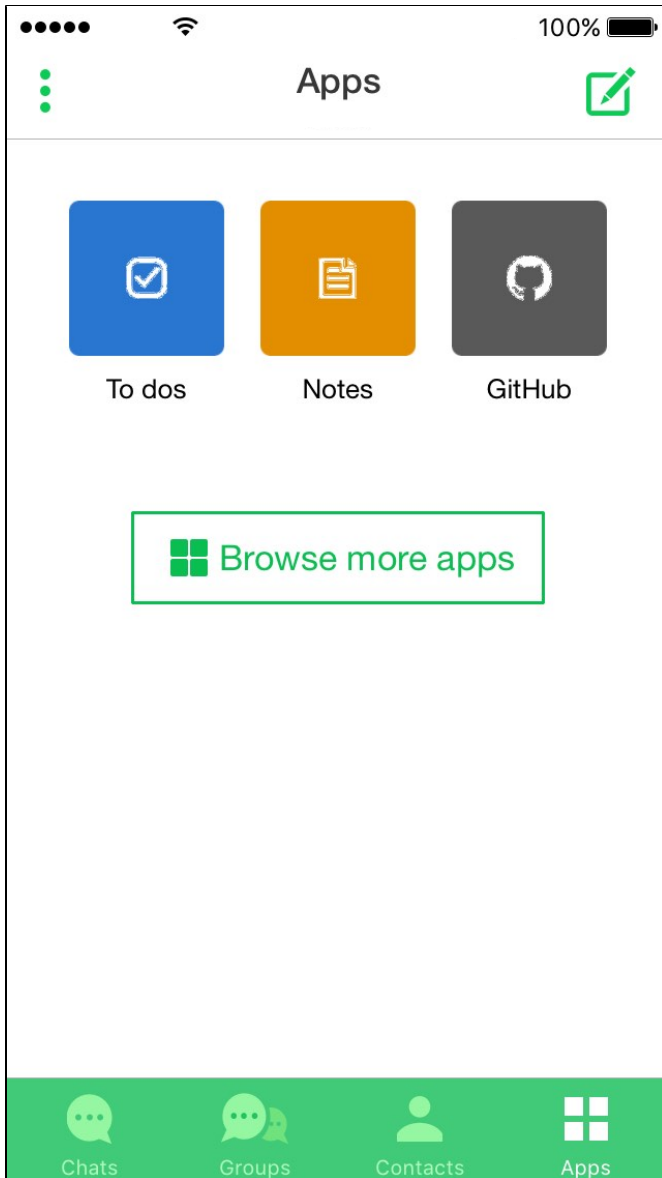 100%
Apps
To dos Notes GitHub
Browse more apps
Chats Groups Contacts Apps